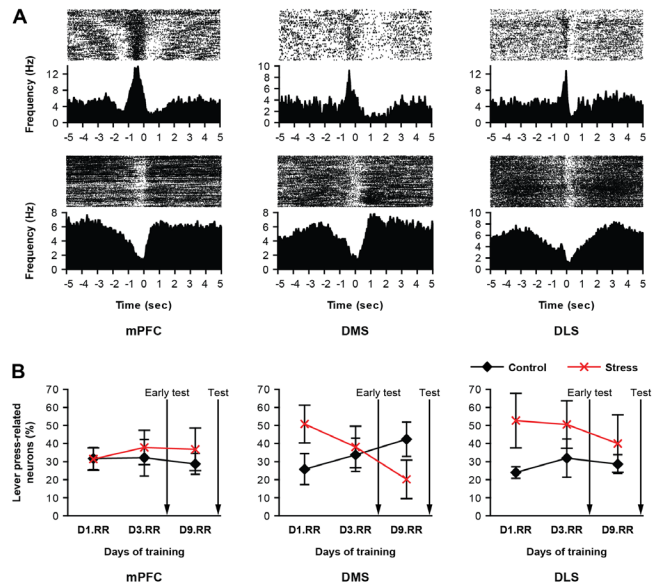 A
Frequency (Hz)
12
8
4
0
-5 -4 -3 -2 -1 0 1 2 3 4 5
10
8
6
4
2
0
-5 -4 -3 -2 -1 0 1 2 3 4 5
12
8
4
0
-5 -4 -3 -2 -1 0 1 2 3 4 5
Frequency (Hz)
8
6
4
2
0
-5 -4 -3 -2 -1 0 1 2 3 4 5
8
6
4
2
0
-5 -4 -3 -2 -1 0 1 2 3 4 5
10
8
6
4
2
0
-5 -4 -3 -2 -1 0 1 2 3 4 5
Time (sec)
Time (sec)
Time (sec)
mPFC
DMS
DLS
B
Control
Stress
Lever press-related
neurons (%)
70
60
50
40
30
20
10
0
Early test
Test
D1.RR D3.RR D9.RR
Days of training
mPFC
70
60
50
40
30
20
10
0
Early test
Test
D1.RR D3.RR D9.RR
Days of training
DMS
70
60
50
40
30
20
10
0
Early test
Test
D1.RR D3.RR D9.RR
Days of training
DLS